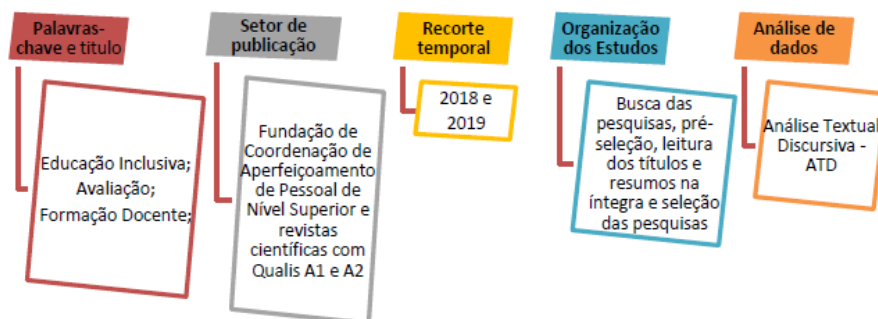 Palavras-
chave e titulo
Educação Inclusiva;
Avaliação;
Formação Docente;
Setor de
publicação
Fundação de
Coordenação de
Aperfeiçoamento
de Pessoal de
Nível Superior e
revistas
científicas com
Qualis A1 e A2
Recorte
temporal
2018 e
2019
Organização
dos Estudos
Busca das
pesquisas, pré-
seleção, leitura
dos títulos e
resumos na
íntegra e seleção
das pesquisas
Análise de
dados
Análise Textual
Discursiva -
ATD